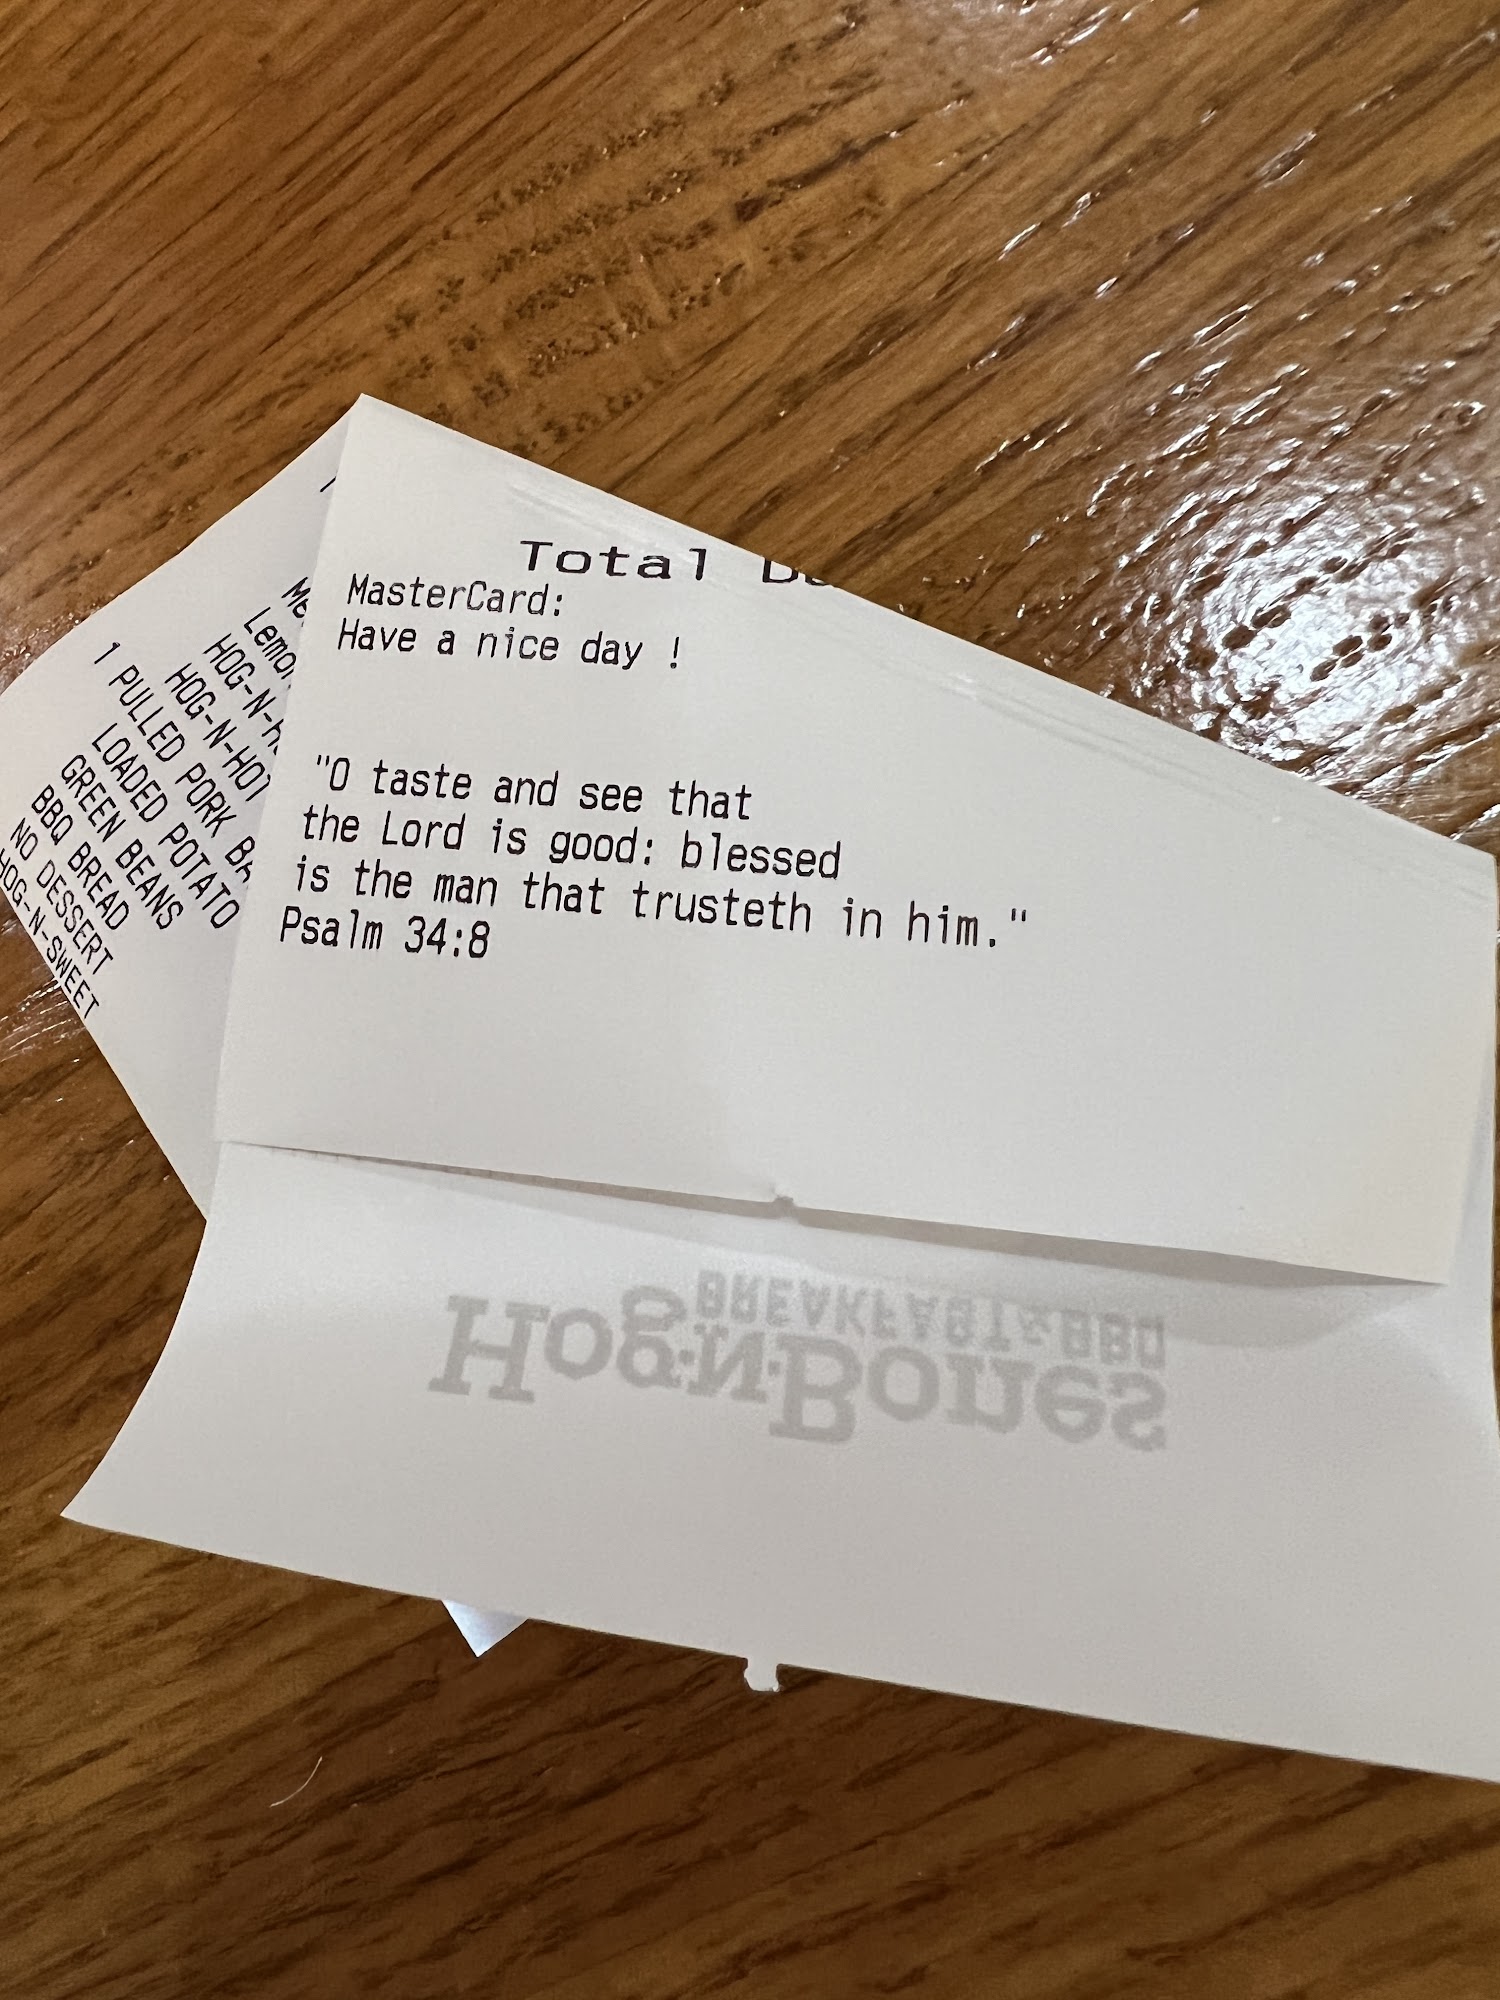 Total
MasterCard:
Have a nice day !
"O taste and see that
the Lord is good: blessed
is the man that trusteth in him."
Psalm 34:8
HOG-N-
HOG-N-HOT
1 PULLED PORK
LOADED POTATO
GREEN BEANS
BBQ BREAD
NO DESSERT
HOG-N-SWEET
Hog·N·Bones
BREAKFAST & BBQ